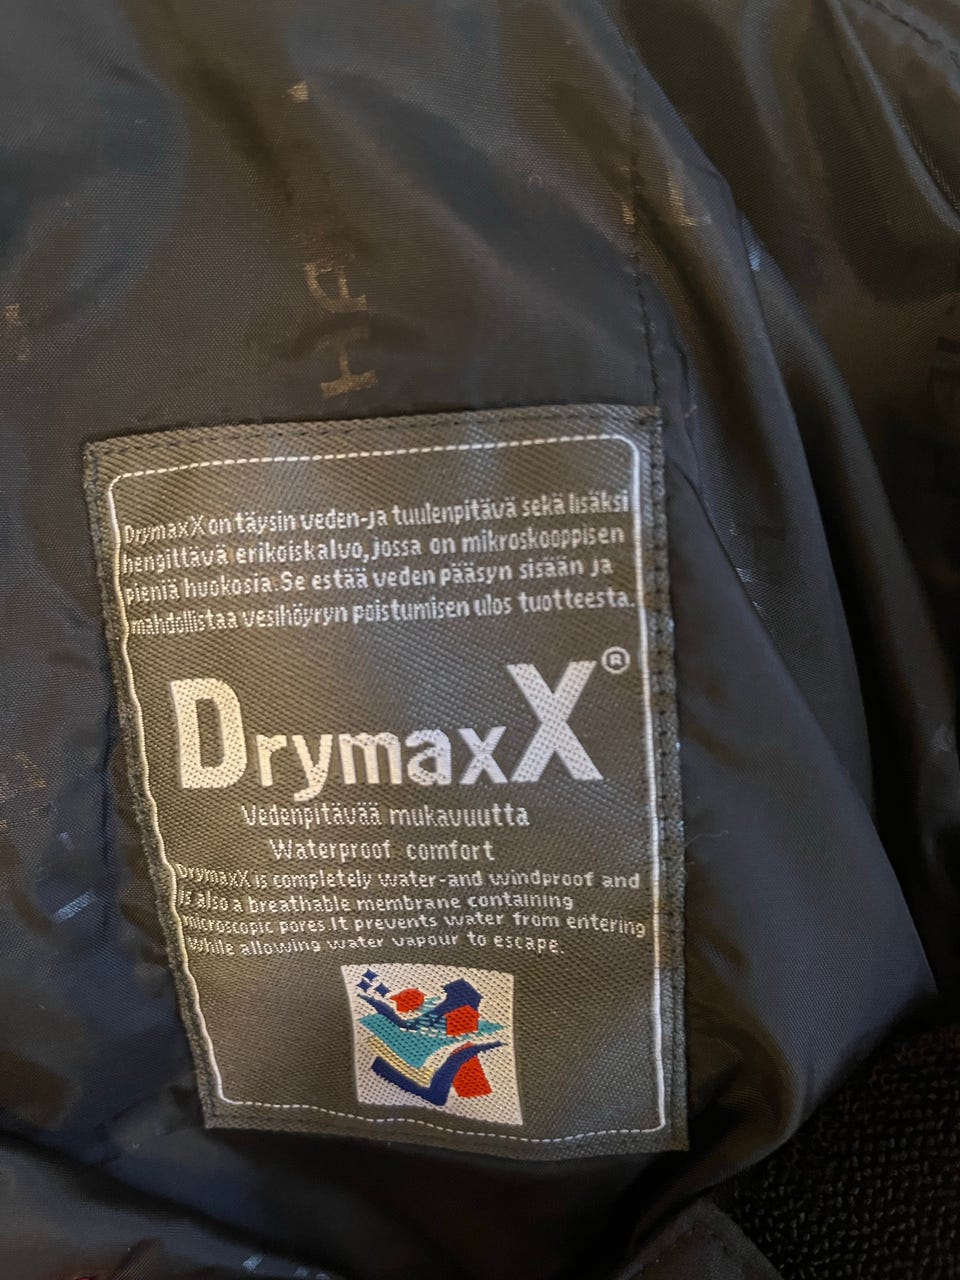 DrymaxX on täysin veden-ja tuulenpitävä sekä lisäksi
hengittävä erikoiskalvo,jossa on mikroskooppisen
pieniä huokosia.Se estää veden pääsyn sisään ja
mahdollistaa vesihöyryn poistumisen ulos tuotteesta.
DrymaxX®
Vedenpitävää mukavuutta
Waterproof comfort
DrymaxX is completely water-and windproof and
is also a breathable membrane containing
microscopic pores.It prevents water from entering
while allowing water vapour to escape.